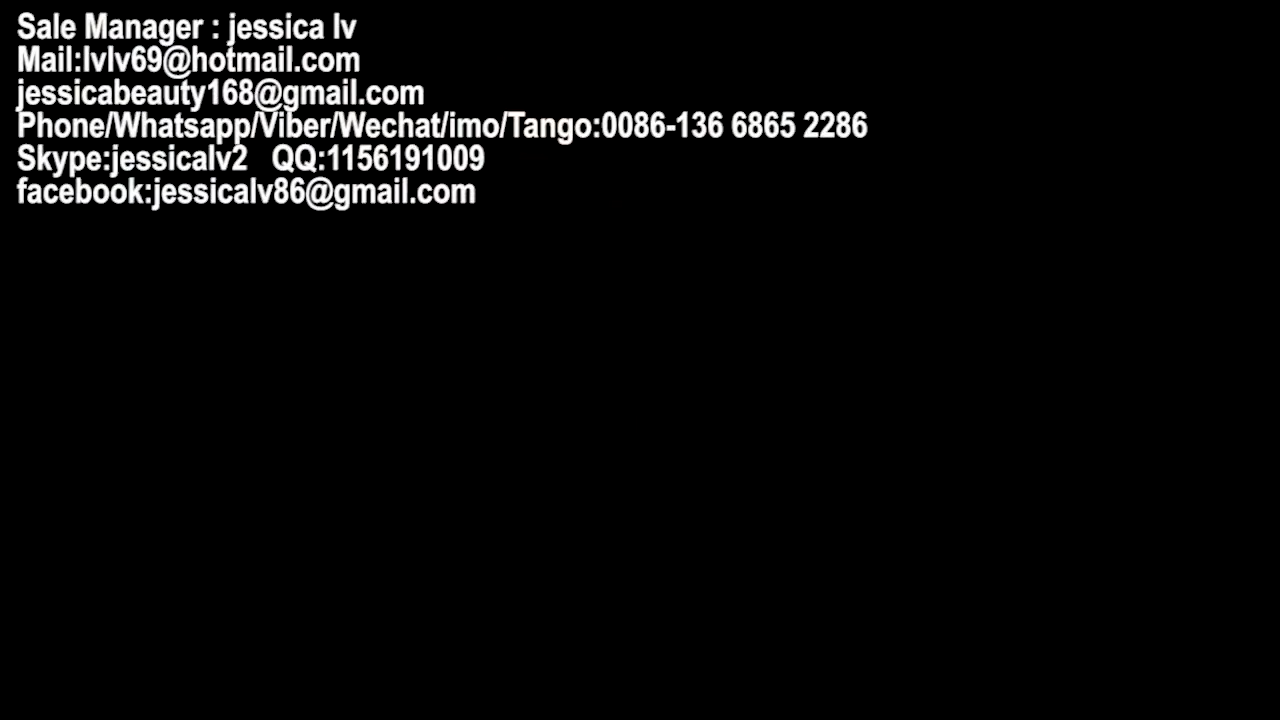 Sale Manager : jessica lv
Mail:lvlv69@hotmail.com
jessicabeauty168@gmail.com
Phone/Whatsapp/Viber/Wechat/imo/Tango:0086-136 6865 2286
Skype:jessicalv2   QQ:1156191009
facebook:jessicalv86@gmail.com